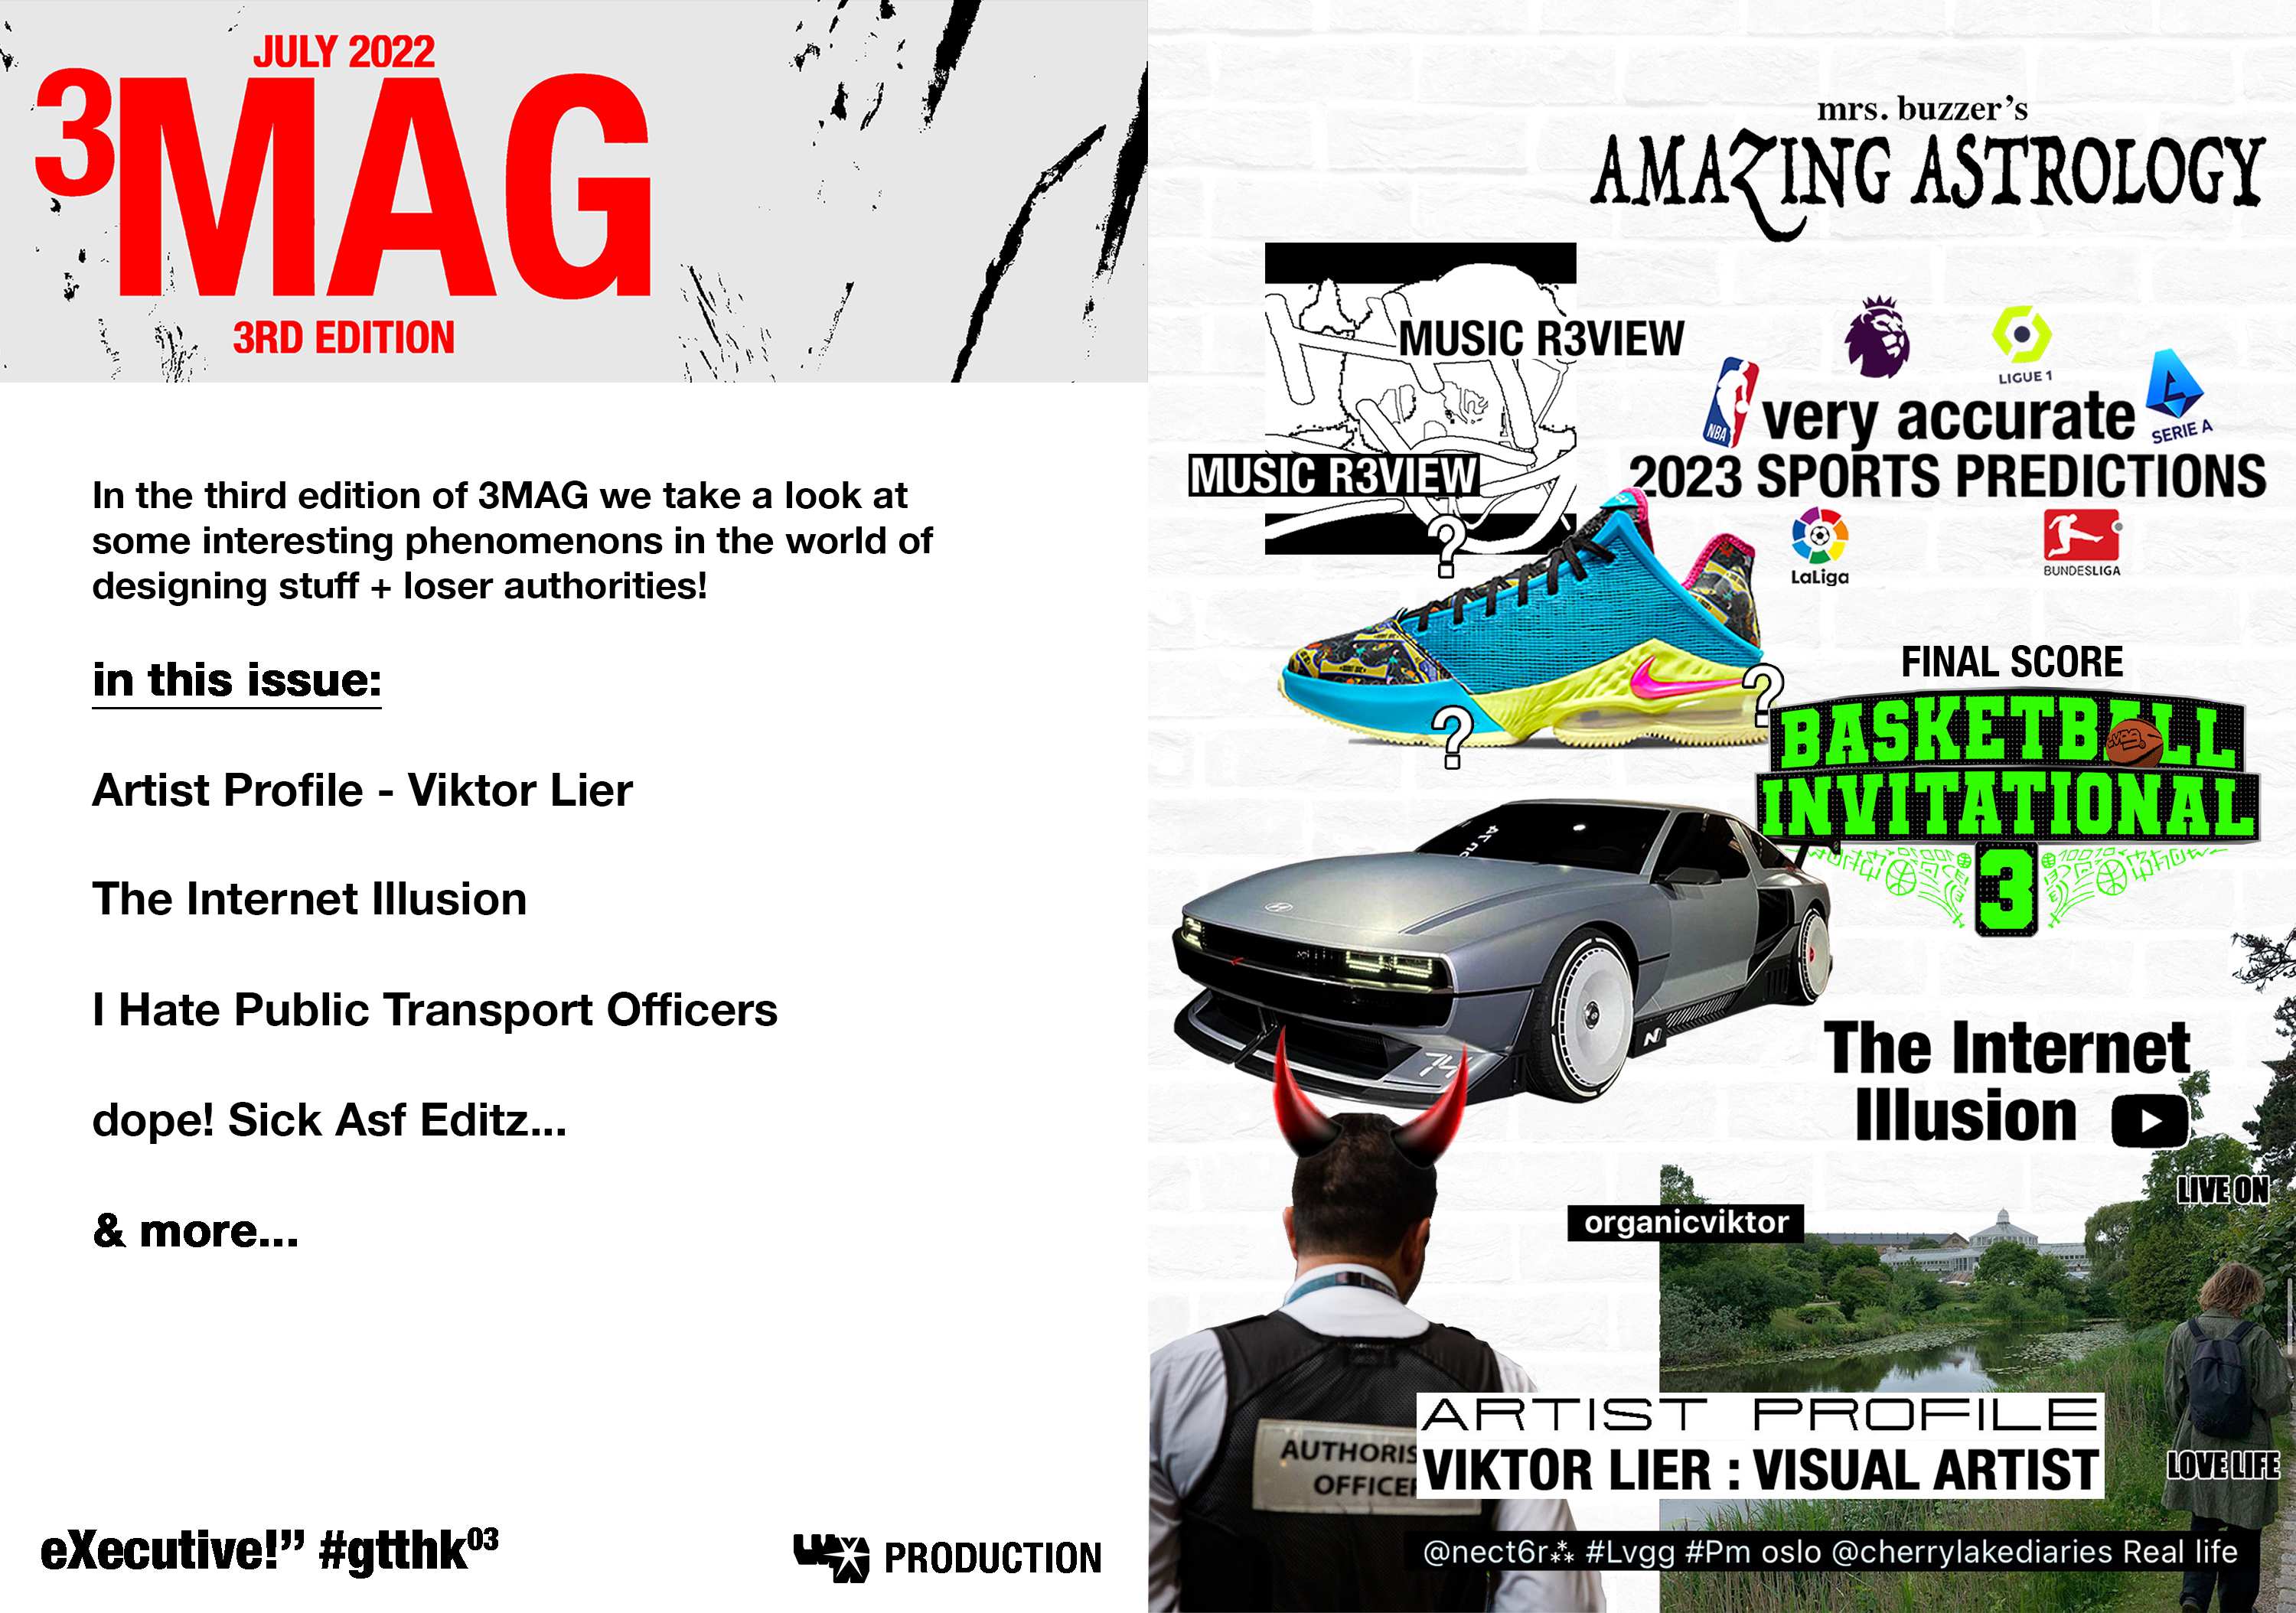 JULY 2022
3MAG
3RD EDITION
In the third edition of 3MAG we take a look at
some interesting phenomenons in the world of
designing stuff + loser authorities!
in this issue:
Artist Profile - Viktor Lier
The Internet Illusion
I Hate Public Transport Officers
dope! Sick Asf Editz...
& more...
eXecutive!” #gtthk03
PRODUCTION
mrs. buzzer’s
AMAZING ASTROLOGY
MUSIC R3VIEW
MUSIC R3VIEW
LIGUE 1
NBA
very accurate
SERIE A
2023 SPORTS PREDICTIONS
LaLiga
BUNDESLIGA
?
?
?
FINAL SCORE
BASKETBALL
INVITATIONAL
3
N
74
The Internet
Illusion
LIVE ON
organicviktor
AUTHORIS
OFFICER
ARTIST PROFILE
VIKTOR LIER : VISUAL ARTIST
LOVE LIFE
@nect6r⁂ #Lvgg #Pm oslo @cherrylakediaries Real life